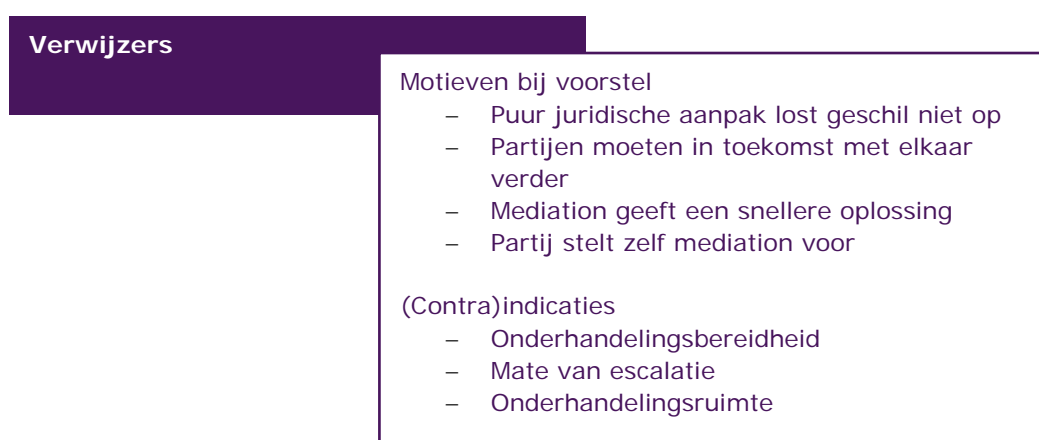 Verwijzers
Motieven bij voorstel
– Puur juridische aanpak lost geschil niet op
– Partijen moeten in toekomst met elkaar
verder
– Mediation geeft een snellere oplossing
– Partij stelt zelf mediation voor
(Contra)indicaties
– Onderhandelingsbereidheid
– Mate van escalatie
– Onderhandelingsruimte